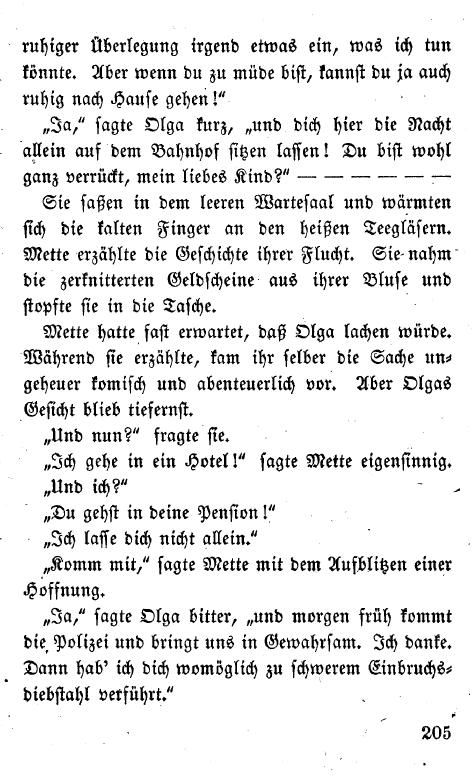 ruhiger Überlegung irgend etwas ein, was ich tun
könnte. Aber wenn du zu müde bist, kannst du ja auch
ruhig nach Hause gehen!“
„Ja,“ sagte Olga kurz, „und dich hier die Nacht
allein auf dem Bahnhof sitzen lassen! Du bist wohl
ganz verrückt, mein liebes Kind?“ — — — — — —
Sie saßen in dem leeren Wartesaal und wärmten
sich die kalten Finger an den heißen Teegläsern.
Mette erzählte die Geschichte ihrer Flucht. Sie nahm
die zerknitterten Geldscheine aus ihrer Bluse und
stopfte sie in die Tasche.
Mette hatte fast erwartet, daß Olga lachen würde.
Während sie erzählte, kam ihr selber die Sache un-
geheuer komisch und abenteuerlich vor. Aber Olgas
Gesicht blieb tiefernst.
„Und nun?“ fragte sie.
„Ich gehe in ein Hotel!“ sagte Mette eigensinnig.
„Und ich?“
„Du gehst in deine Pension!“
„Ich lasse dich nicht allein.“
„Komm mit,“ sagte Mette mit dem Aufblitzen einer
Hoffnung.
„Ja,“ sagte Olga bitter, „und morgen früh kommt
die Polizei und bringt uns in Gewahrsam. Ich danke.
Dann hab’ ich dich womöglich zu schwerem Einbruchs-
diebstahl verführt.“
205